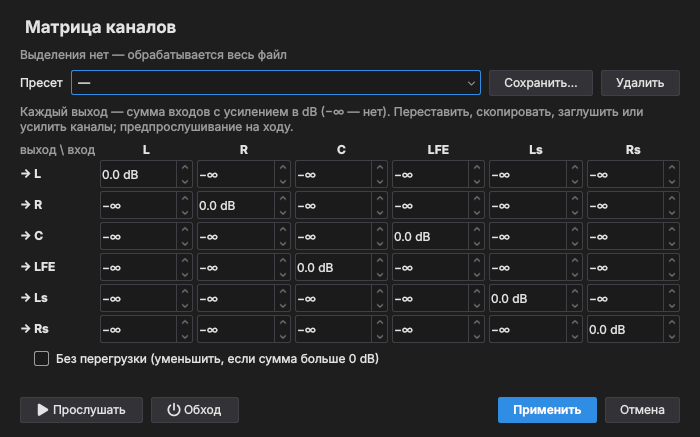 Матрица каналов
Выделения нет — обрабатывается весь файл
Пресет — Сохранить... Удалить
Каждый выход — сумма входов с усилением в dB (−∞ — нет). Переставить, скопировать, заглушить или
усилить каналы; предпрослушивание на ходу.
выход \ вход L R C LFE Ls Rs
→ L 0.0 dB −∞ −∞ −∞ −∞ −∞
→ R −∞ 0.0 dB −∞ −∞ −∞ −∞
→ C −∞ −∞ −∞ 0.0 dB −∞ −∞
→ LFE −∞ −∞ 0.0 dB −∞ −∞ −∞
→ Ls −∞ −∞ −∞ −∞ 0.0 dB −∞
→ Rs −∞ −∞ −∞ −∞ −∞ 0.0 dB
Без перегрузки (уменьшить, если сумма больше 0 dB)
Прослушать Обход Применить Отмена